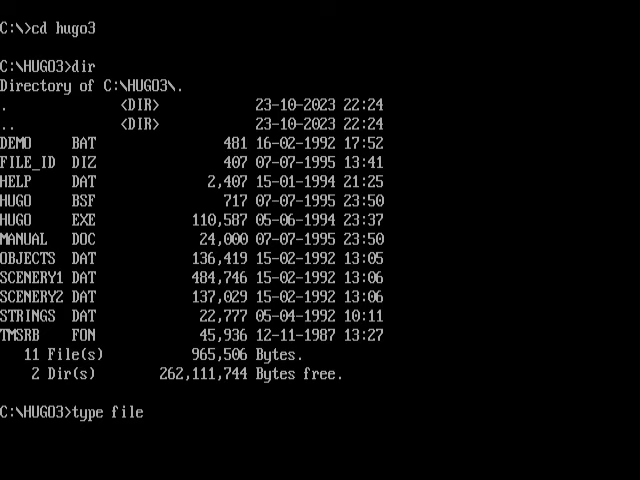 C:\>cd hugo3
C:\HUGO3>dir
Directory of C:\HUGO3\.
.              <DIR>            23-10-2023 22:24
..             <DIR>            23-10-2023 22:24
DEMO     BAT                481 16-02-1992 17:52
FILE_ID  DIZ                407 07-07-1995 13:41
HELP     DAT              2,407 15-01-1994 21:25
HUGO     BSF                717 07-07-1995 23:50
HUGO     EXE            110,587 05-06-1994 23:37
MANUAL   DOC             24,000 07-07-1995 23:50
OBJECTS  DAT            136,419 15-02-1992 13:05
SCENERY1 DAT            484,746 15-02-1992 13:06
SCENERY2 DAT            137,029 15-02-1992 13:06
STRINGS  DAT             22,777 05-04-1992 10:11
TMSRB    FON             45,936 12-11-1987 13:27
   11 File(s)           965,506 Bytes.
    2 Dir(s)        262,111,744 Bytes free.
C:\HUGO3>type file